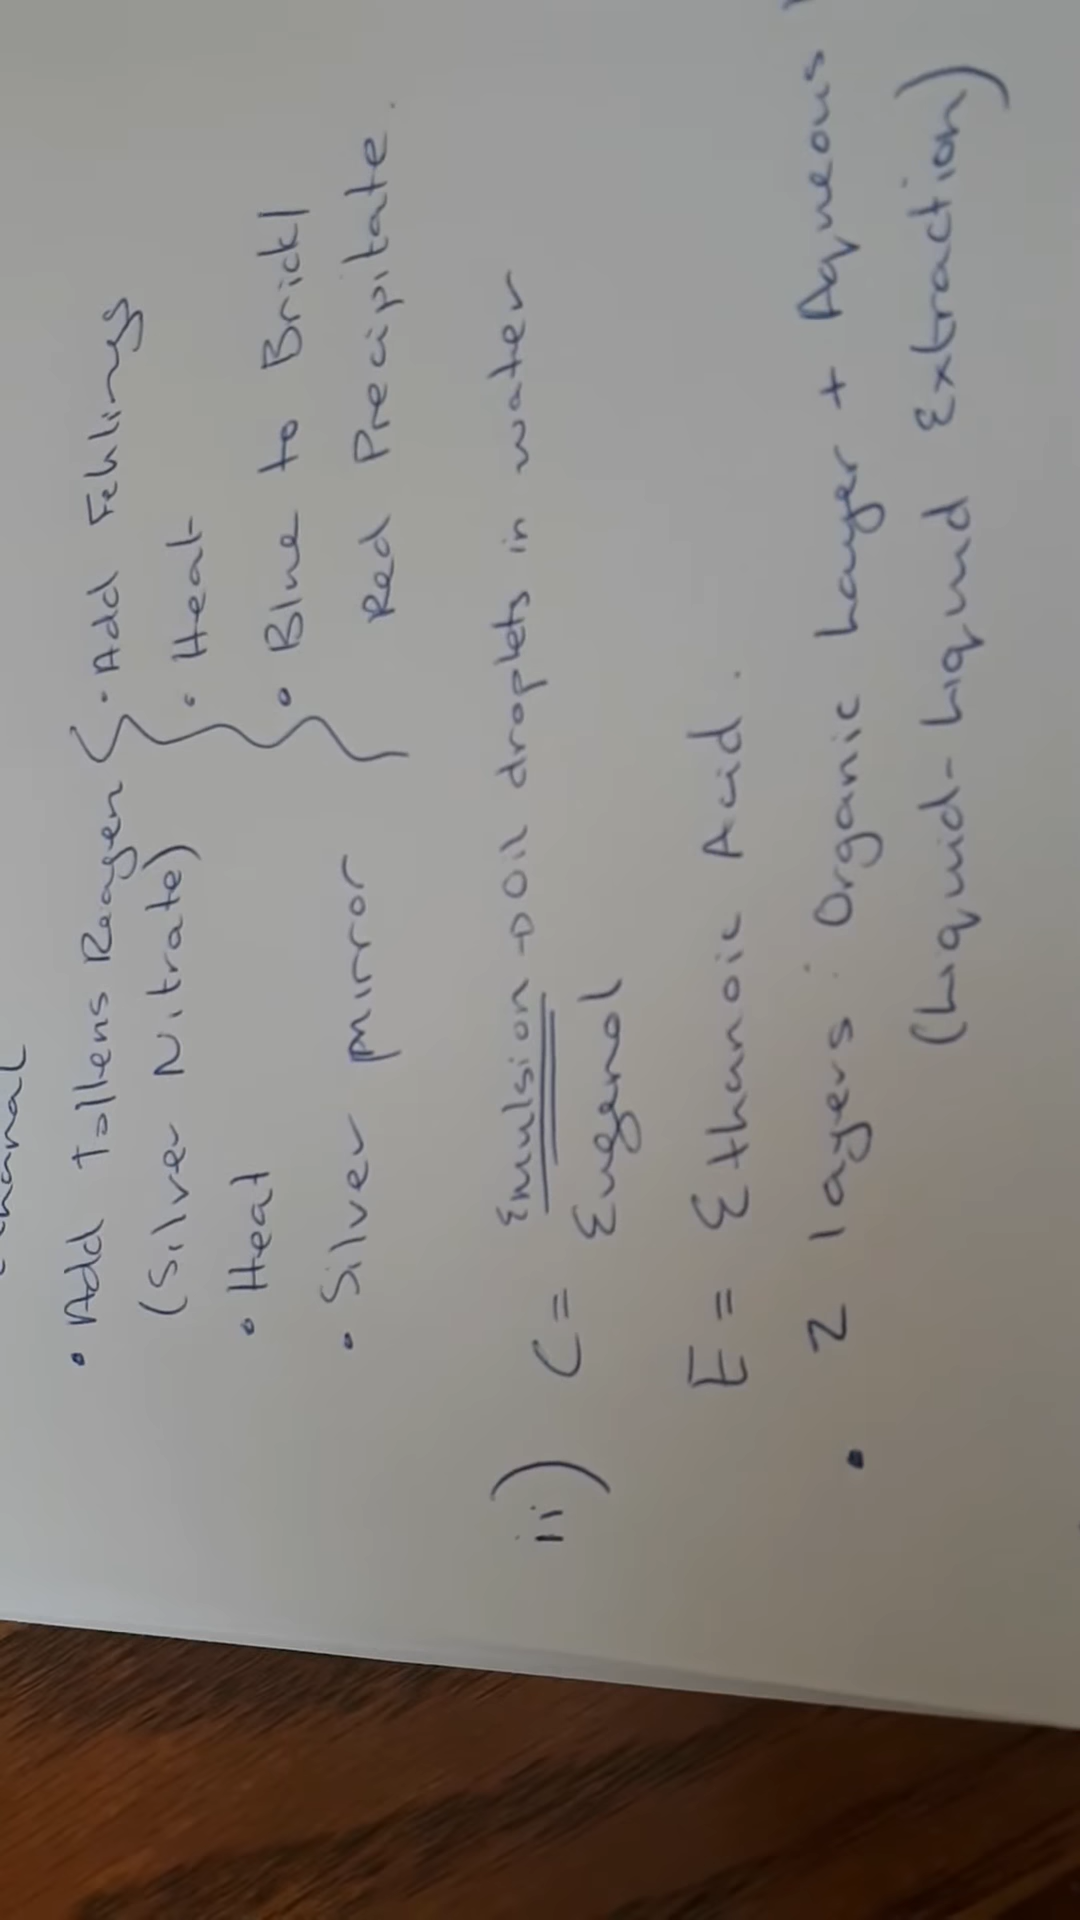 • Add Tollens Reagen { • Add Fehlings
(Silver Nitrate) • Heat
• Heat • Blue to Brick/
• Silver mirror Red Precipitate.
Emulsion → oil droplets in water
ii) C = Eugenol
E = Ethanoic Acid.
• 2 layers : Organic Layer + Aqueous
(Liquid-Liquid Extraction)